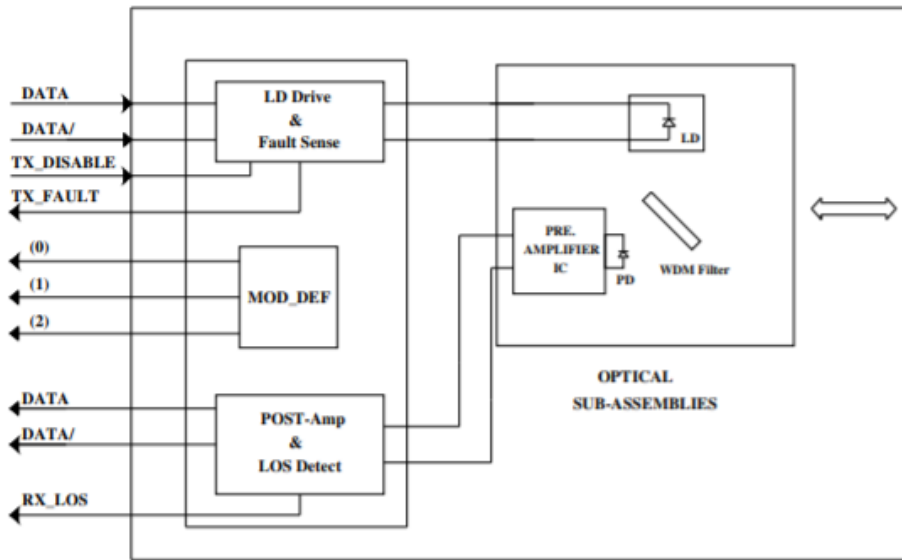 DATA
DATA/
TX_DISABLE
TX_FAULT
(0)
(1)
(2)
DATA
DATA/
RX_LOS
LD Drive
&
Fault Sense
MOD_DEF
POST-Amp
&
LOS Detect
LD
PRE.
AMPLIFIER
IC
PD
WDM Filter
OPTICAL
SUB-ASSEMBLIES